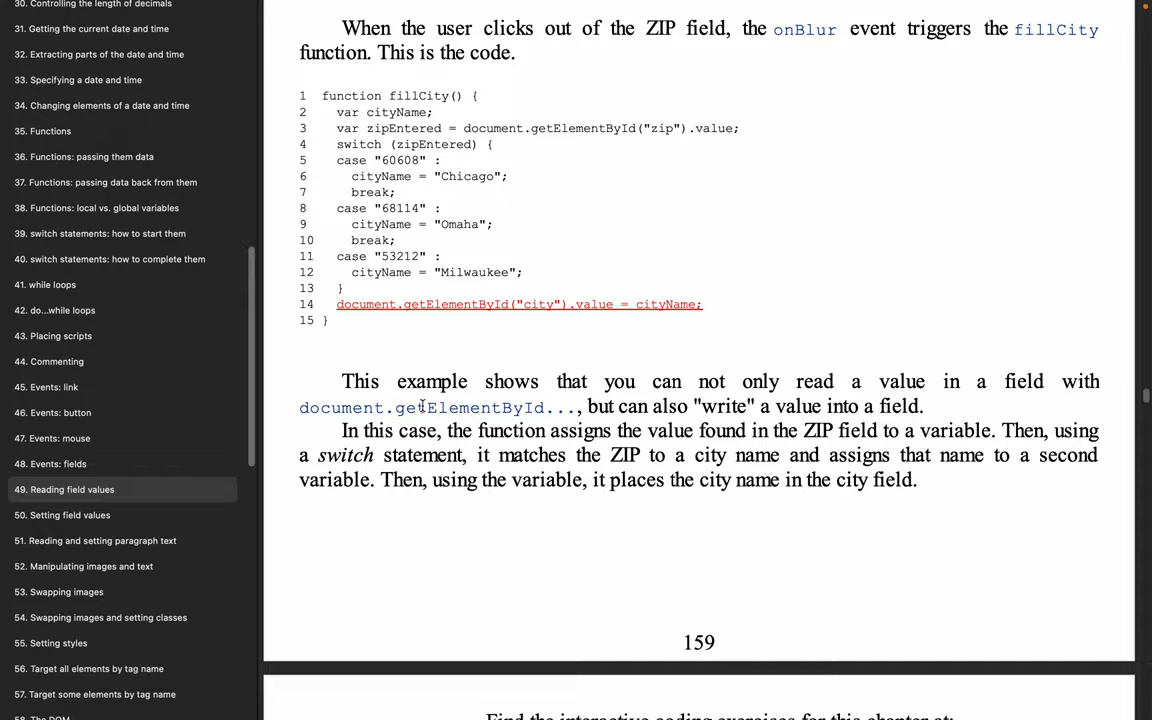 30. Controlling the length of decimals
31. Getting the current date and time
32. Extracting parts of the date and time
33. Specifying a date and time
34. Changing elements of a date and time
35. Functions
36. Functions: passing them data
37. Functions: passing data back from them
38. Functions: local vs. global variables
39. switch statements: how to start them
40. switch statements: how to complete them
41. while loops
42. do...while loops
43. Placing scripts
44. Commenting
45. Events: link
46. Events: button
47. Events: mouse
48. Events: fields
49. Reading field values
50. Setting field values
51. Reading and setting paragraph text
52. Manipulating images and text
53. Swapping images
54. Swapping images and setting classes
55. Setting styles
56. Target all elements by tag name
57. Target some elements by tag name
58. The DOM
When the user clicks out of the ZIP field, the onBlur event triggers the fillCity
function. This is the code.
1 function fillCity() {
2 var cityName;
3 var zipEntered = document.getElementById("zip").value;
4 switch (zipEntered) {
5 case "60608" :
6 cityName = "Chicago";
7 break;
8 case "68114" :
9 cityName = "Omaha";
10 break;
11 case "53212" :
12 cityName = "Milwaukee";
13 }
14 document.getElementById("city").value = cityName;
15 }
This example shows that you can not only read a value in a field with
document.getElementById..., but can also "write" a value into a field.
In this case, the function assigns the value found in the ZIP field to a variable. Then, using
a switch statement, it matches the ZIP to a city name and assigns that name to a second
variable. Then, using the variable, it places the city name in the city field.
159
Find the interactive coding exercises for this chapter at: